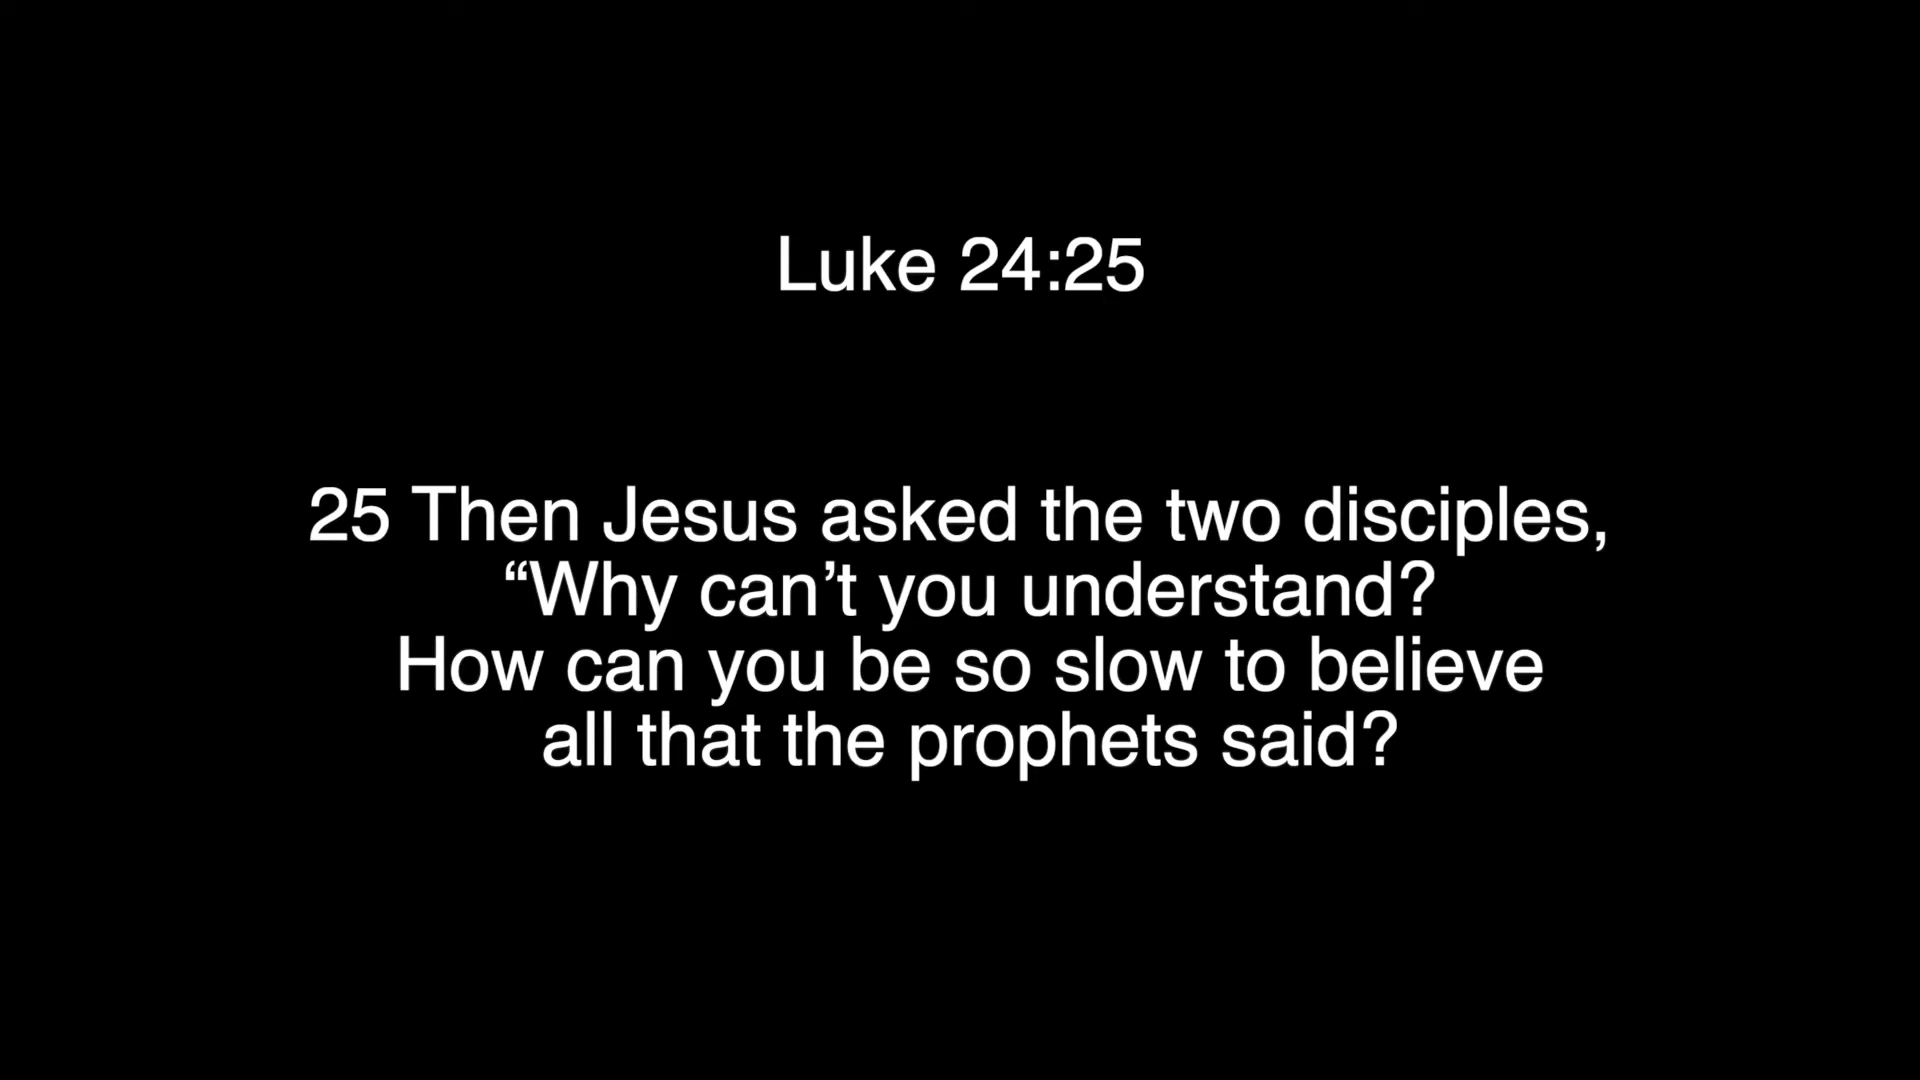 Luke 24:25
25 Then Jesus asked the two disciples,
“Why can’t you understand?
How can you be so slow to believe
all that the prophets said?